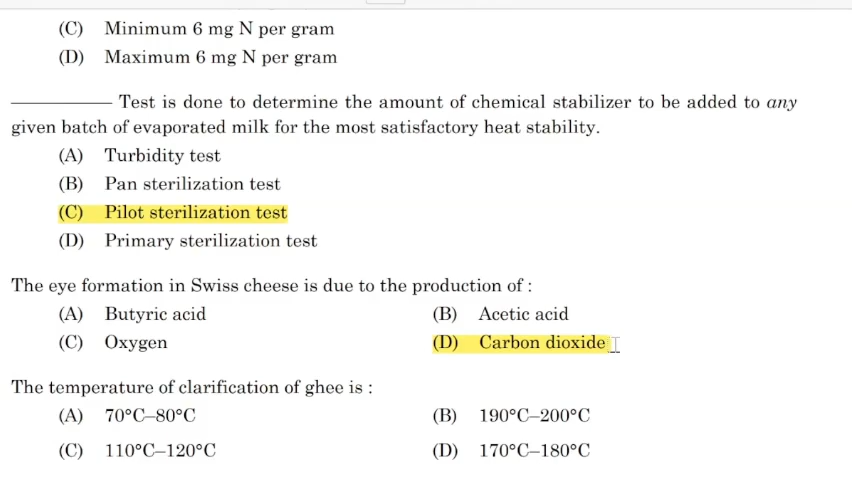 (C) Minimum 6 mg N per gram
(D) Maximum 6 mg N per gram
__________ Test is done to determine the amount of chemical stabilizer to be added to any
given batch of evaporated milk for the most satisfactory heat stability.
(A) Turbidity test
(B) Pan sterilization test
(C) Pilot sterilization test
(D) Primary sterilization test
The eye formation in Swiss cheese is due to the production of :
(A) Butyric acid (B) Acetic acid
(C) Oxygen (D) Carbon dioxide
The temperature of clarification of ghee is :
(A) 70°C–80°C (B) 190°C–200°C
(C) 110°C–120°C (D) 170°C–180°C